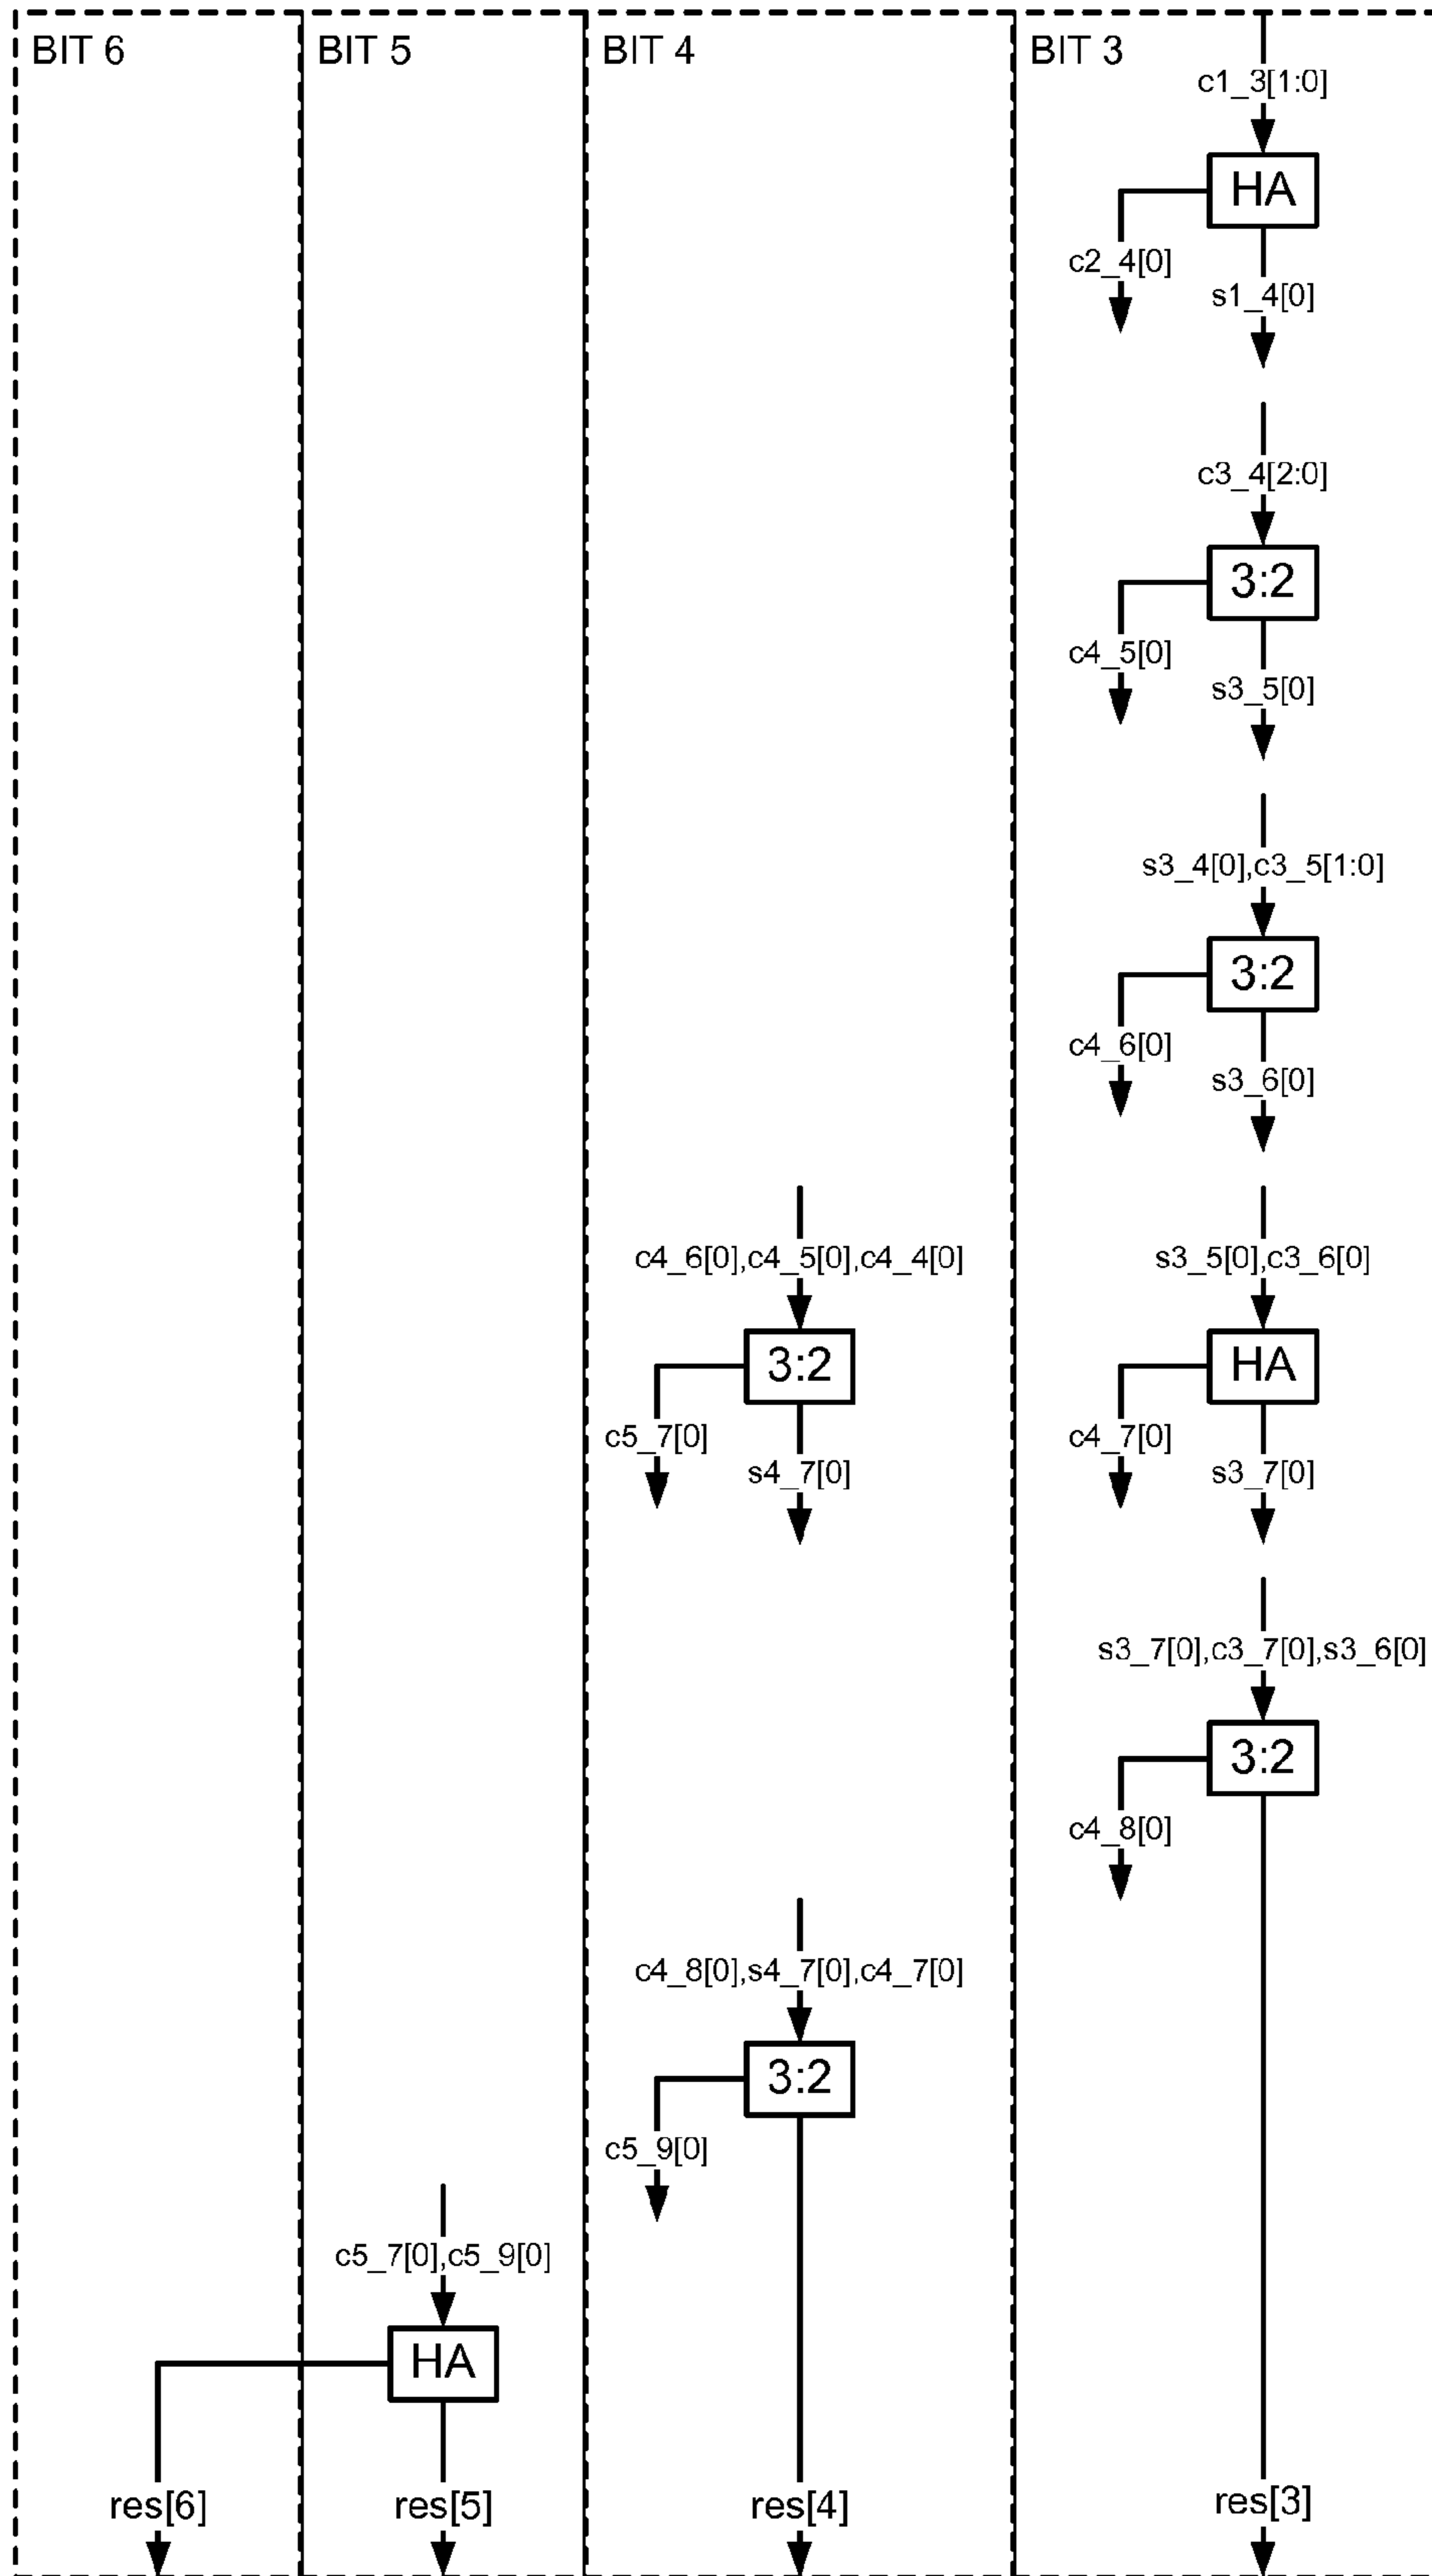 BIT 6
BIT 5
BIT 4
BIT 3
c1_3[1:0]
HA
c2_4[0]
s1_4[0]
c3_4[2:0]
3:2
c4_5[0]
s3_5[0]
s3_4[0],c3_5[1:0]
3:2
c4_6[0]
s3_6[0]
c4_6[0],c4_5[0],c4_4[0]
s3_5[0],c3_6[0]
3:2
HA
c5_7[0]
s4_7[0]
c4_7[0]
s3_7[0]
s3_7[0],c3_7[0],s3_6[0]
3:2
c4_8[0]
c4_8[0],s4_7[0],c4_7[0]
3:2
c5_9[0]
c5_7[0],c5_9[0]
HA
res[6]
res[5]
res[4]
res[3]